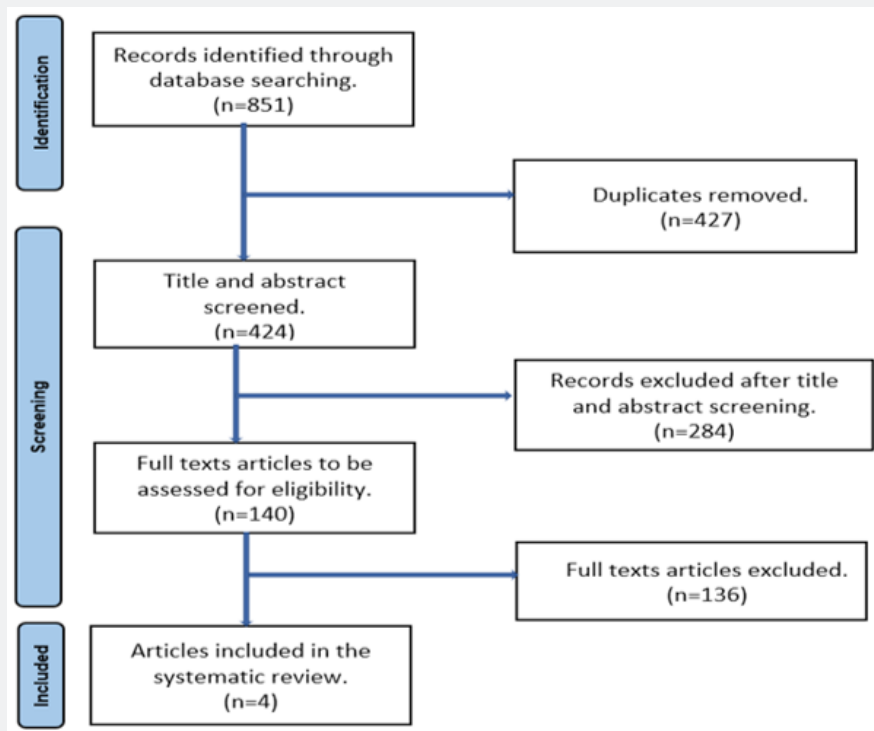 Identification
Records identified through
database searching.
(n=851)
Duplicates removed.
(n=427)
Screening
Title and abstract
screened.
(n=424)
Records excluded after title
and abstract screening.
(n=284)
Full texts articles to be
assessed for eligibility.
(n=140)
Full texts articles excluded.
(n=136)
Included
Articles included in the
systematic review.
(n=4)